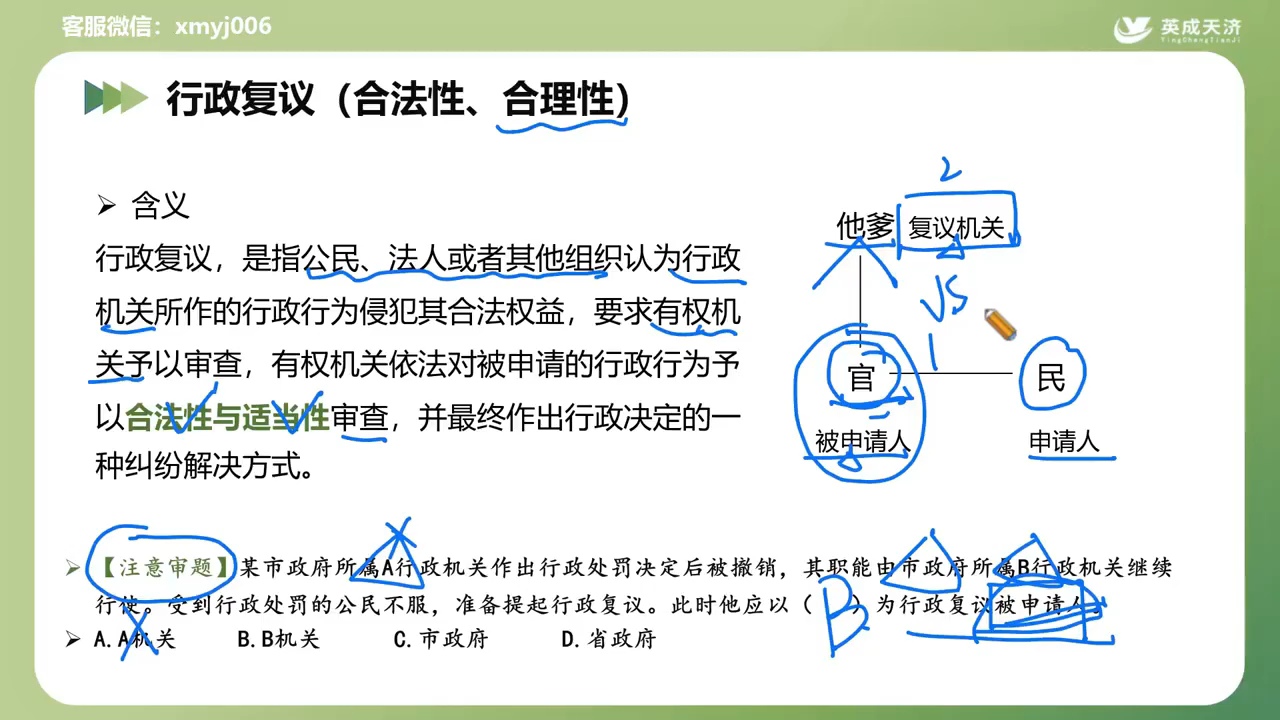 客服微信：xmyj006
英成天济
YingChengTianJi
行政复议（合法性、合理性）
2
含义
他爹 复议机关
行政复议，是指公民、法人或者其他组织认为行政
机关所作的行政行为侵犯其合法权益，要求有权机
VS
关予以审查，有权机关依法对被申请的行政行为予
官 民
以合法性与适当性审查，并最终作出行政决定的一
被申请人 申请人
种纠纷解决方式。
【注意审题】某市政府所属A行政机关作出行政处罚决定后被撤销，其职能由市政府所属B行政机关继续
行使。受到行政处罚的公民不服，准备提起行政复议。此时他应以（B）为行政复议被申请人。
A.A机关 B.B机关 C.市政府 D.省政府